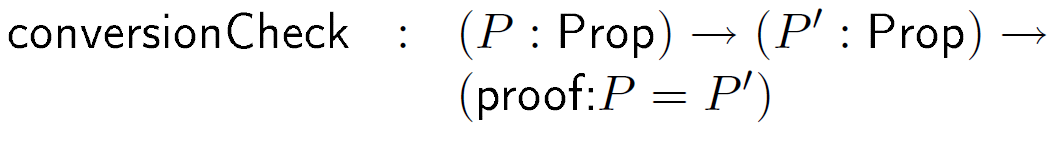 conversionCheck : (P : Prop) → (P′ : Prop) →
(proof:P = P′)